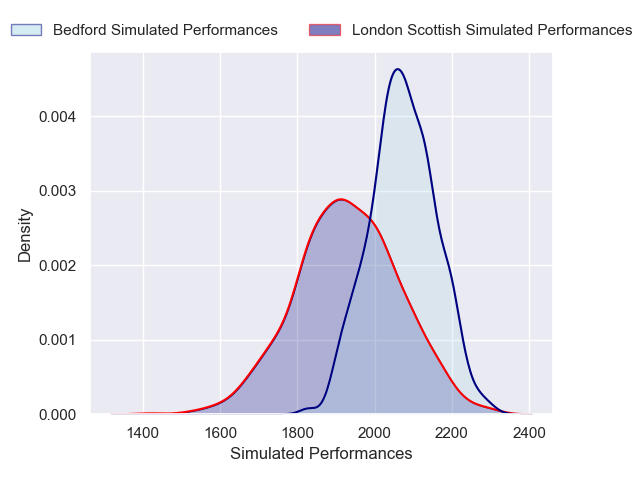 Bedford Simulated Performances London Scottish Simulated Performances
0.004
0.003
0.002
0.001
0.000
Density
1400 1600 1800 2000 2200 2400
Simulated Performances